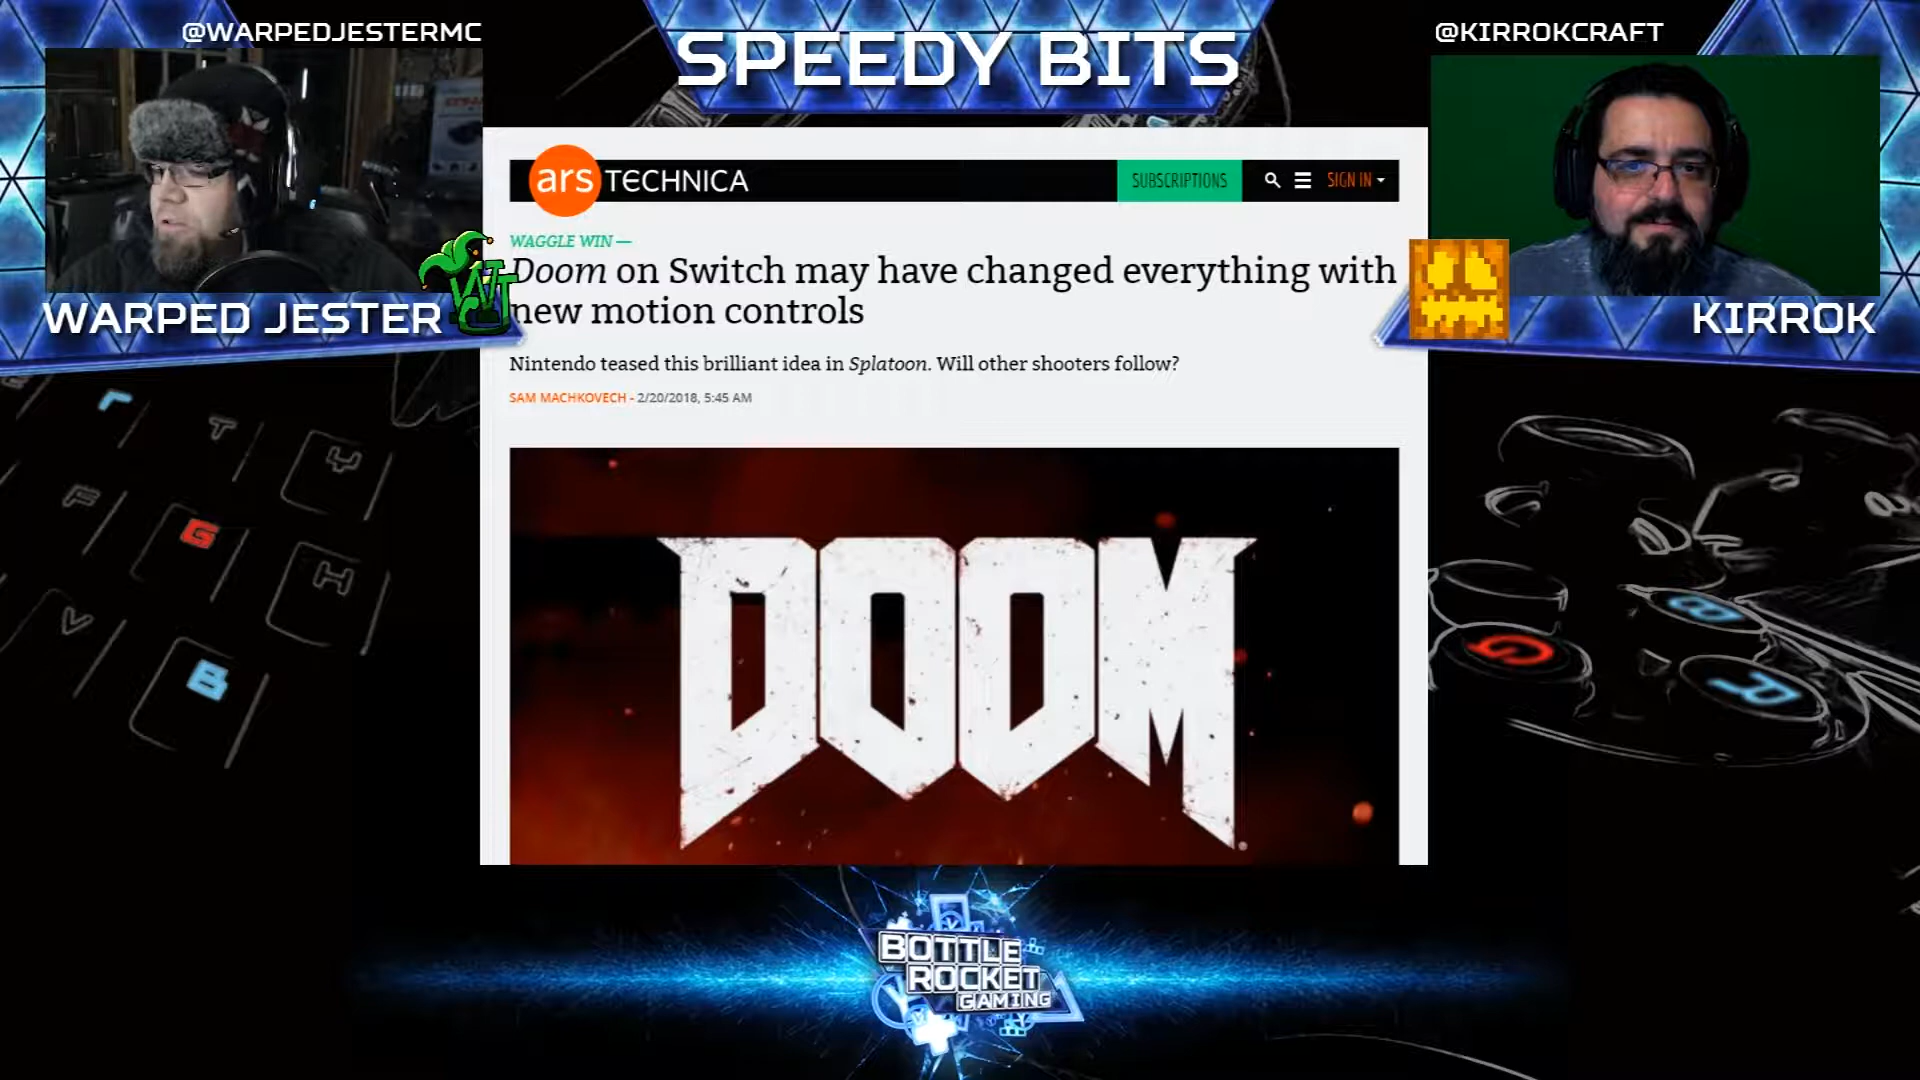 @WARPEDJESTERMC
SPEEDY BITS
@KIRROKCRAFT
ars TECHNICA
SUBSCRIPTIONS
SIGN IN
WAGGLE WIN —
Doom on Switch may have changed everything with
new motion controls
WARPED JESTER
WJ
KIRROK
Nintendo teased this brilliant idea in Splatoon. Will other shooters follow?
SAM MACHKOVECH - 2/20/2018, 5:45 AM
DOOM
r T Y
F G H
V B
B
G R
BOTTLE
ROCKET
GAMING